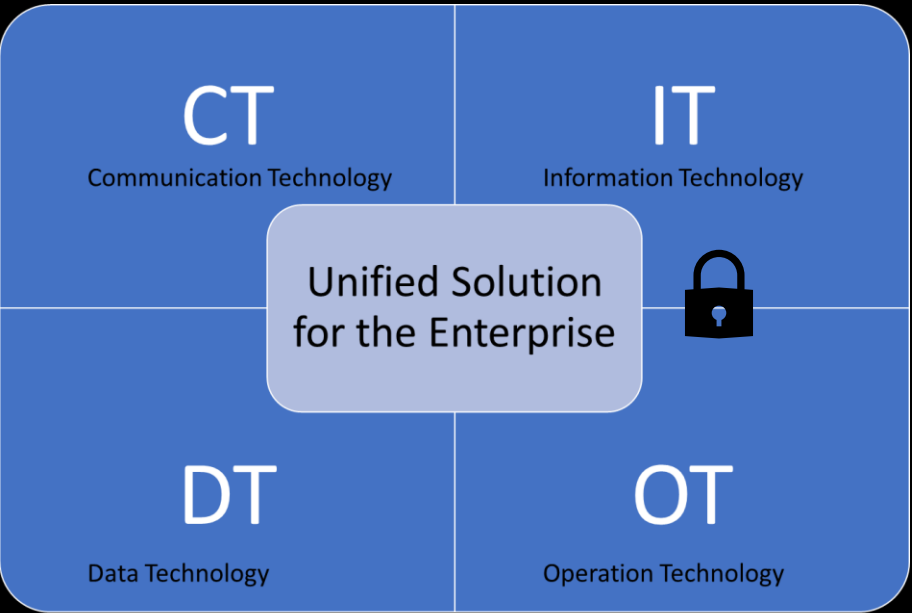 CT
Communication Technology
IT
Information Technology
Unified Solution
for the Enterprise
DT
Data Technology
OT
Operation Technology